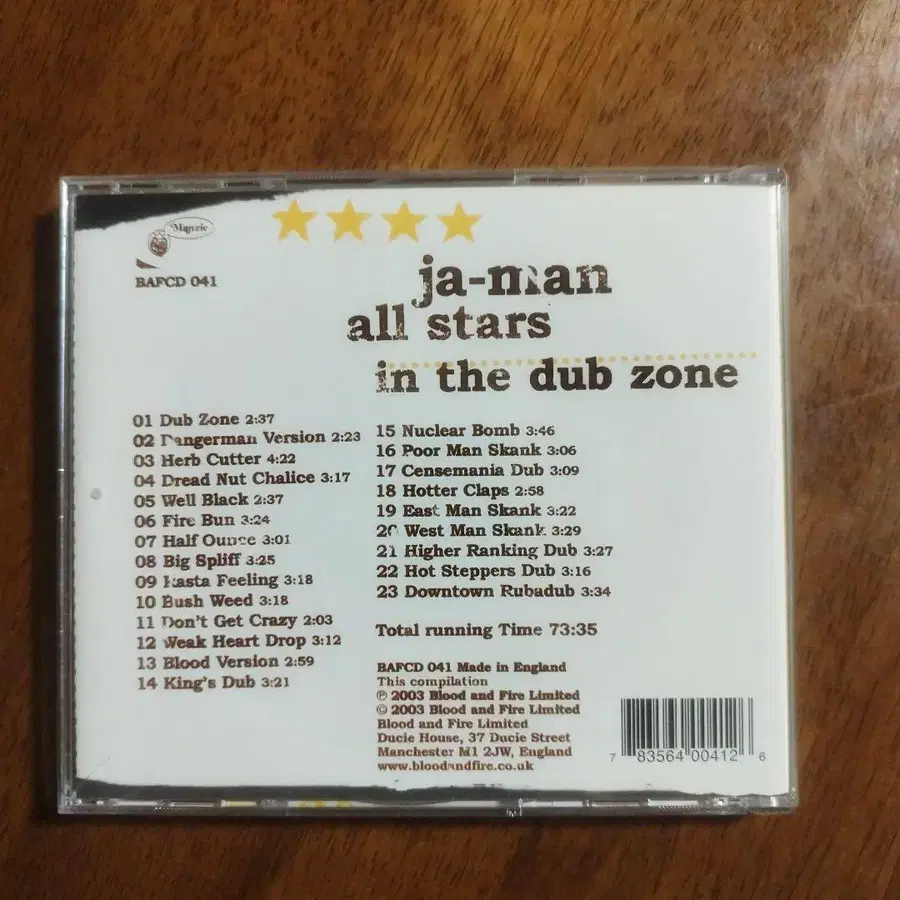 Munzie
BAFCD 041
ja-man
all stars
in the dub zone
01 Dub Zone 2:37
02 Dangerman Version 2:23
03 Herb Cutter 4:22
04 Dread Nut Chalice 3:17
05 Well Black 2:37
06 Fire Bun 3:24
07 Half Ounce 3:01
08 Big Spliff 3:25
09 Rasta Feeling 3:18
10 Bush Weed 3:18
11 Don't Get Crazy 2:03
12 Weak Heart Drop 3:12
13 Blood Version 2:59
14 King's Dub 3:21
15 Nuclear Bomb 3:46
16 Poor Man Skank 3:06
17 Censemania Dub 3:09
18 Hotter Claps 2:58
19 East Man Skank 3:22
20 West Man Skank 3:29
21 Higher Ranking Dub 3:27
22 Hot Steppers Dub 3:16
23 Downtown Rubadub 3:34
Total running Time 73:35
BAFCD 041 Made in England
This compilation
℗ 2003 Blood and Fire Limited
© 2003 Blood and Fire Limited
Blood and Fire Limited
Ducie House, 37 Ducie Street
Manchester M1 2JW, England
www.bloodandfire.co.uk
7 83564 00412 6